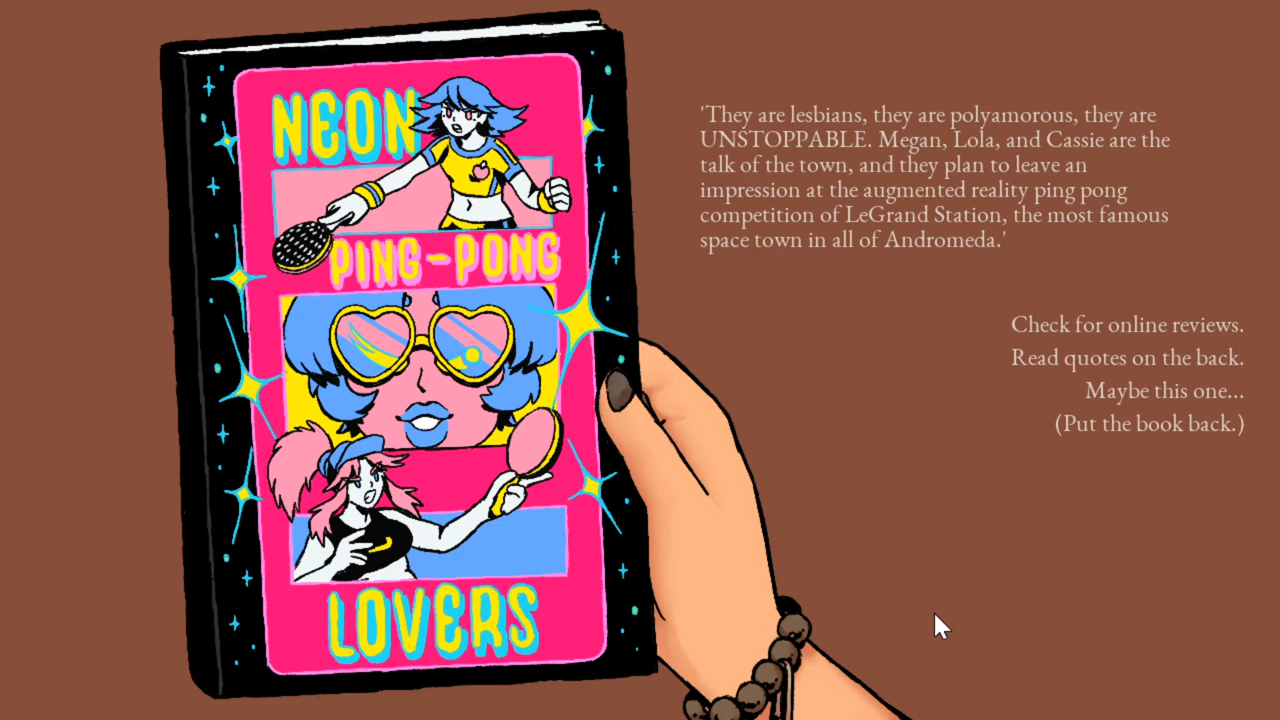 NEON
PING-PONG
LOVERS
'They are lesbians, they are polyamorous, they are
UNSTOPPABLE. Megan, Lola, and Cassie are the
talk of the town, and they plan to leave an
impression at the augmented reality ping pong
competition of LeGrand Station, the most famous
space town in all of Andromeda.'
Check for online reviews.
Read quotes on the back.
Maybe this one...
(Put the book back.)